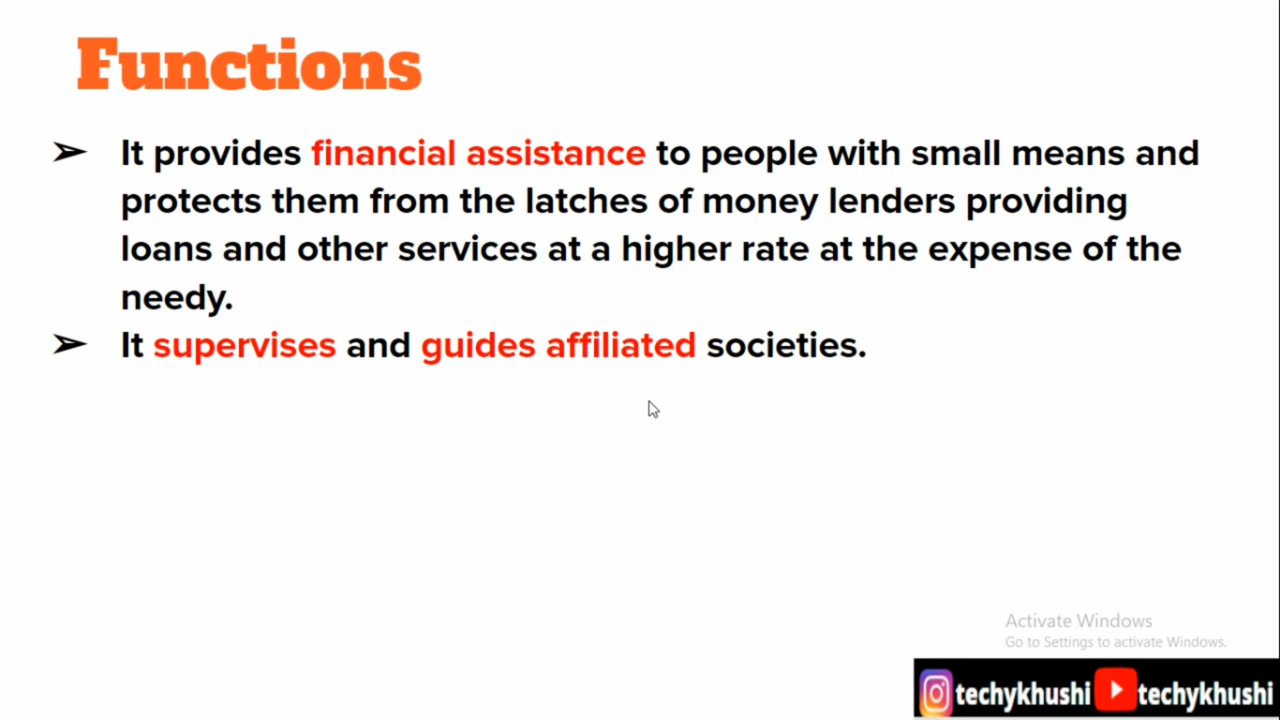 Functions
➢ It provides financial assistance to people with small means and
protects them from the latches of money lenders providing
loans and other services at a higher rate at the expense of the
needy.
➢ It supervises and guides affiliated societies.
Activate Windows
Go to Settings to activate Windows.
techykhushi techykhushi